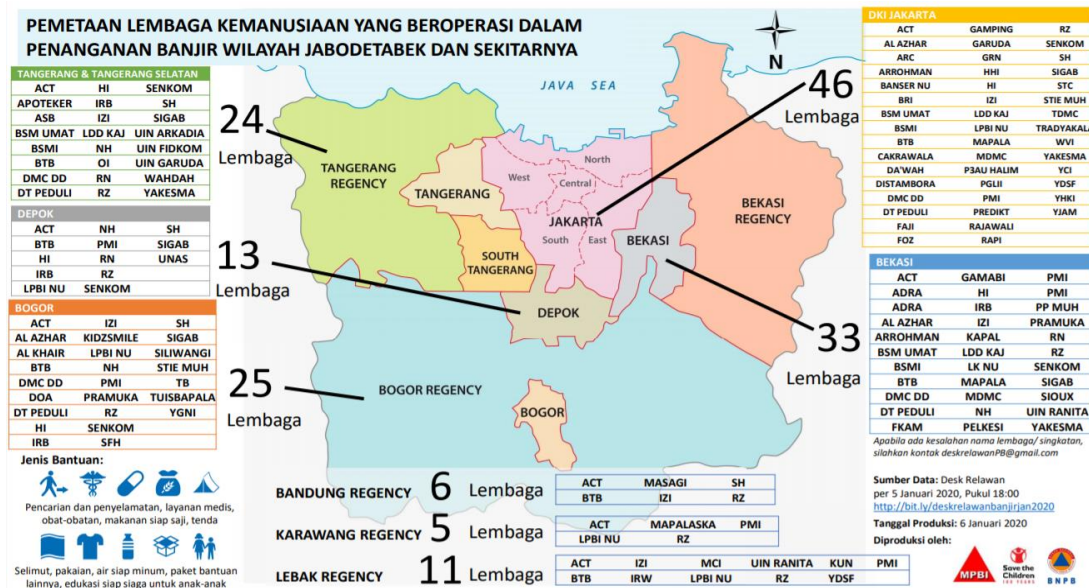 PEMETAAN LEMBAGA KEMANUSIAAN YANG BEROPERASI DALAM
PENANGANAN BANJIR WILAYAH JABODETABEK DAN SEKITARNYA
TANGERANG & TANGERANG SELATAN
ACT HI SENKOM
APOTEKER IRB SH
ASB IZI SIGAB
BSM UMAT LDD KAJ UIN ARKADIA
BSMI NH UIN FIDKOM
BTB OI UIN GARUDA
DMC DD RN WAHDAH
DT PEDULI RZ YAKESMA
DEPOK
ACT NH SH
BTB PMI SIGAB
HI RN UNAS
IRB RZ
LPBI NU SENKOM
BOGOR
ACT IZI SH
AL AZHAR KIDZSMILE SIGAB
AL KHAIR LPBI NU SILIWANGI
BTB NH STIE MUH
DMC DD PMI TB
DOA PRAMUKA TUISBAPALA
DT PEDULI RZ YGNI
HI SENKOM
IRB SFH
Jenis Bantuan:
Pencarian dan penyelamatan, layanan medis,
obat-obatan, makanan siap saji, tenda
Selimut, pakaian, air siap minum, paket bantuan
lainnya, edukasi siap siaga untuk anak-anak
24
Lembaga
13
Lembaga
25
Lembaga
46
Lembaga
33
Lembaga
N
JAVA SEA
TANGERANG
REGENCY
TANGERANG
SOUTH
TANGERANG
North
West
Central
JAKARTA
South
East
BEKASI
BEKASI
REGENCY
DEPOK
BOGOR REGENCY
BOGOR
BANDUNG REGENCY 6 Lembaga
ACT MASAGI SH
BTB IZI RZ
KARAWANG REGENCY 5 Lembaga
ACT MAPALASKA PMI
LPBI NU RZ
LEBAK REGENCY 11 Lembaga
ACT IZI MCI UIN RANITA KUN PMI
BTB IRW LPBI NU RZ YDSF
DKI JAKARTA
ACT GAMPING RZ
AL AZHAR GARUDA SENKOM
ARC GRN SH
ARROHMAN HHI SIGAB
BANSER NU HI STC
BRI IZI STIE MUH
BSM UMAT LDD KAJ TDMC
BSMI LPBI NU TRADYAKALA
BTB MAPALA WVI
CAKRAWALA MDMC YAKESMA
DA'WAH P3AU HALIM YCI
DISTAMBORA PGLII YDSF
DMC DD PMI YHKI
DT PEDULI PREDIKT YJAM
FAJI RAJAWALI
FOZ RAPI
BEKASI
ACT GAMABI PMI
ADRA HI PMI
ADRA IRB PP MUH
AL AZHAR IZI PRAMUKA
ARROHMAN KAPAL RN
BSM UMAT LDD KAJ RZ
BSMI LK NU SENKOM
BTB MAPALA SIGAB
DMC DD MDMC SIOUX
DT PEDULI NH UIN RANITA
FKAM PELKESI YAKESMA
Apabila ada kesalahan nama lembaga/ singkatan,
silahkan kontak deskrelawanPB@gmail.com
Sumber Data: Desk Relawan
per 5 Januari 2020, Pukul 18:00
http://bit.ly/deskrelawanbanjirjan2020
Tanggal Produksi: 6 Januari 2020
Diproduksi oleh:
MPBI
Save the
Children
100 YEARS
BNPB